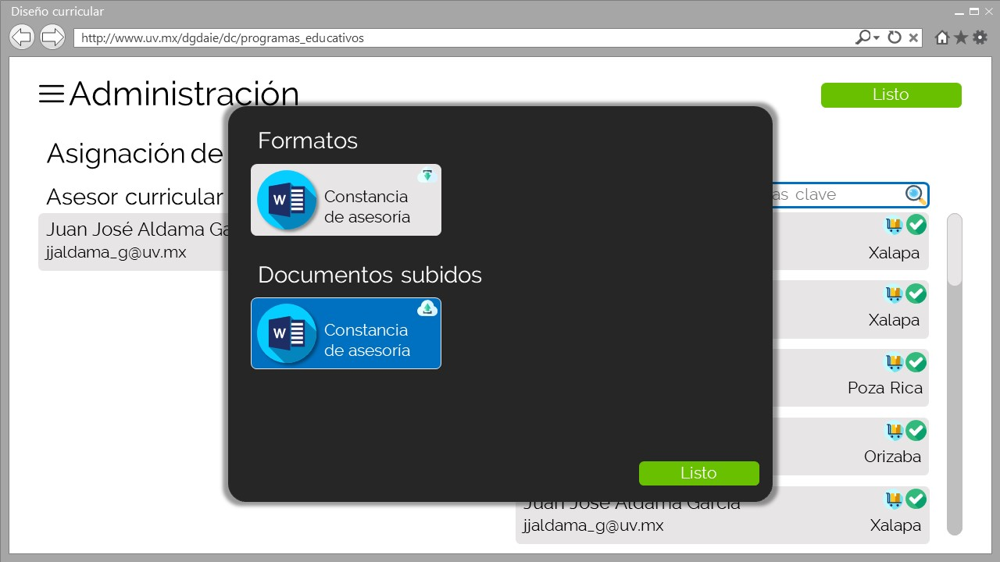 Diseño curricular
http://www.uv.mx/dgdaie/dc/programas_educativos
Administración
Listo
Asignación de
Asesor curricular
Juan José Aldama
jjaldama_g@uv.mx
Formatos
W
Constancia
de asesoría
Documentos subidos
W
Constancia
de asesoría
Listo
clave
Xalapa
Xalapa
Poza Rica
Orizaba
Juan José Aldama García
jjaldama_g@uv.mx
Xalapa